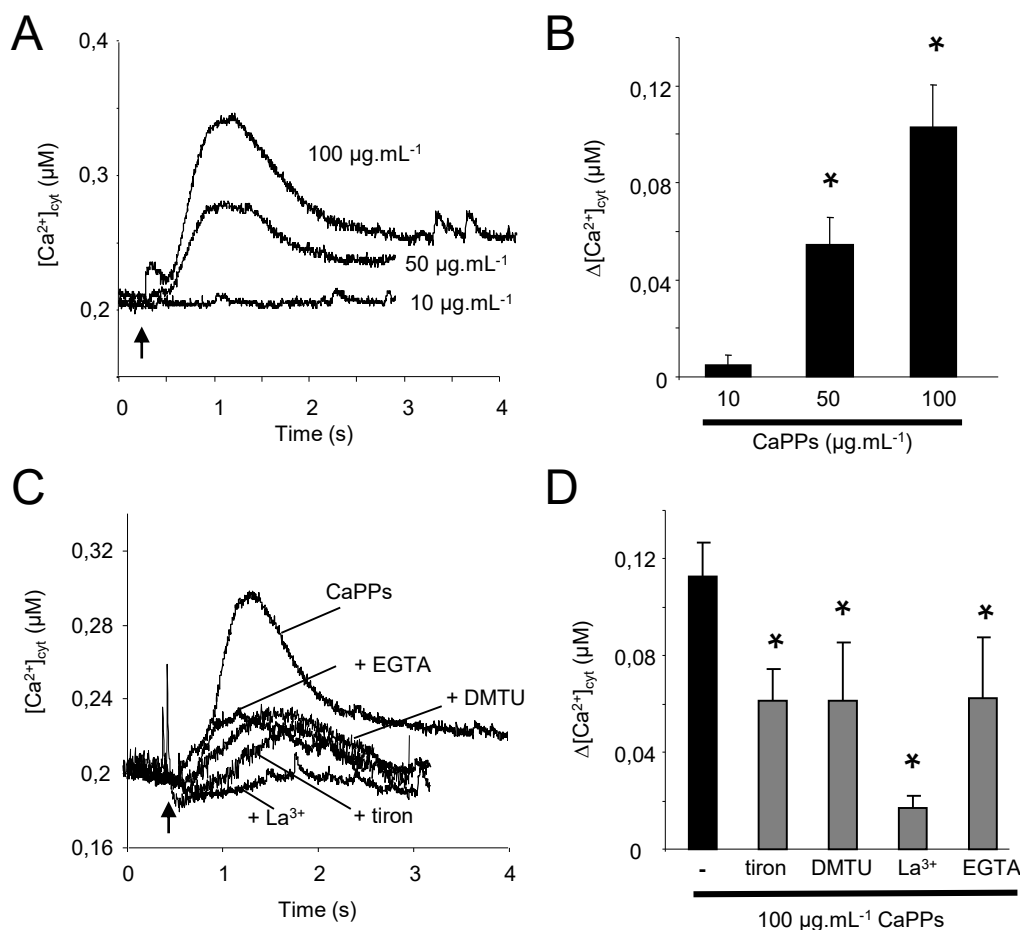 A
[Ca²⁺]cyt (µM)
0,4
0,3
0,2
0,1
100 µg.mL⁻¹
50 µg.mL⁻¹
10 µg.mL⁻¹
0 1 2 3 4
Time (s)
B
Δ[Ca²⁺]cyt (µM)
0,12
0,08
0,04
0
* *
10 50 100
CaPPs (µg.mL⁻¹)
C
[Ca²⁺]cyt (µM)
0,32
0,28
0,24
0,2
0,16
CaPPs
+ EGTA
+ DMTU
+ La³⁺
+ tiron
0 1 2 3 4
Time (s)
D
Δ[Ca²⁺]cyt (µM)
0,12
0,08
0,04
0
* * * *
- tiron DMTU La³⁺ EGTA
100 µg.mL⁻¹ CaPPs